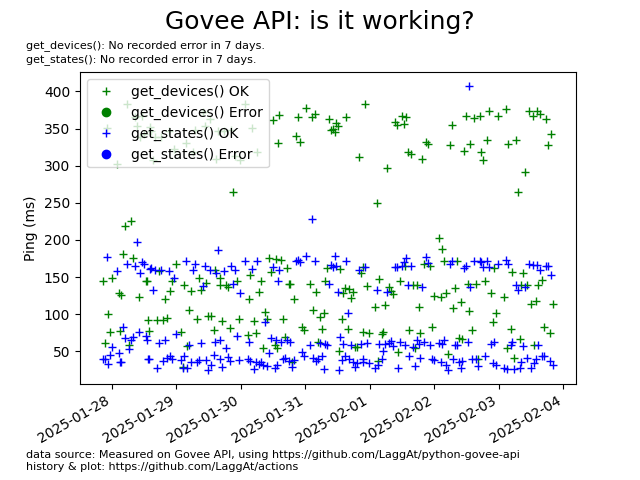 Govee API: is it working?
get_devices(): No recorded error in 7 days.
get_states(): No recorded error in 7 days.
get_devices() OK
get_devices() Error
get_states() OK
get_states() Error
Ping (ms)
400
350
300
250
200
150
100
50
2025-01-28
2025-01-29
2025-01-30
2025-01-31
2025-02-01
2025-02-02
2025-02-03
2025-02-04
data source: Measured on Govee API, using https://github.com/LaggAt/python-govee-api
history & plot: https://github.com/LaggAt/actions